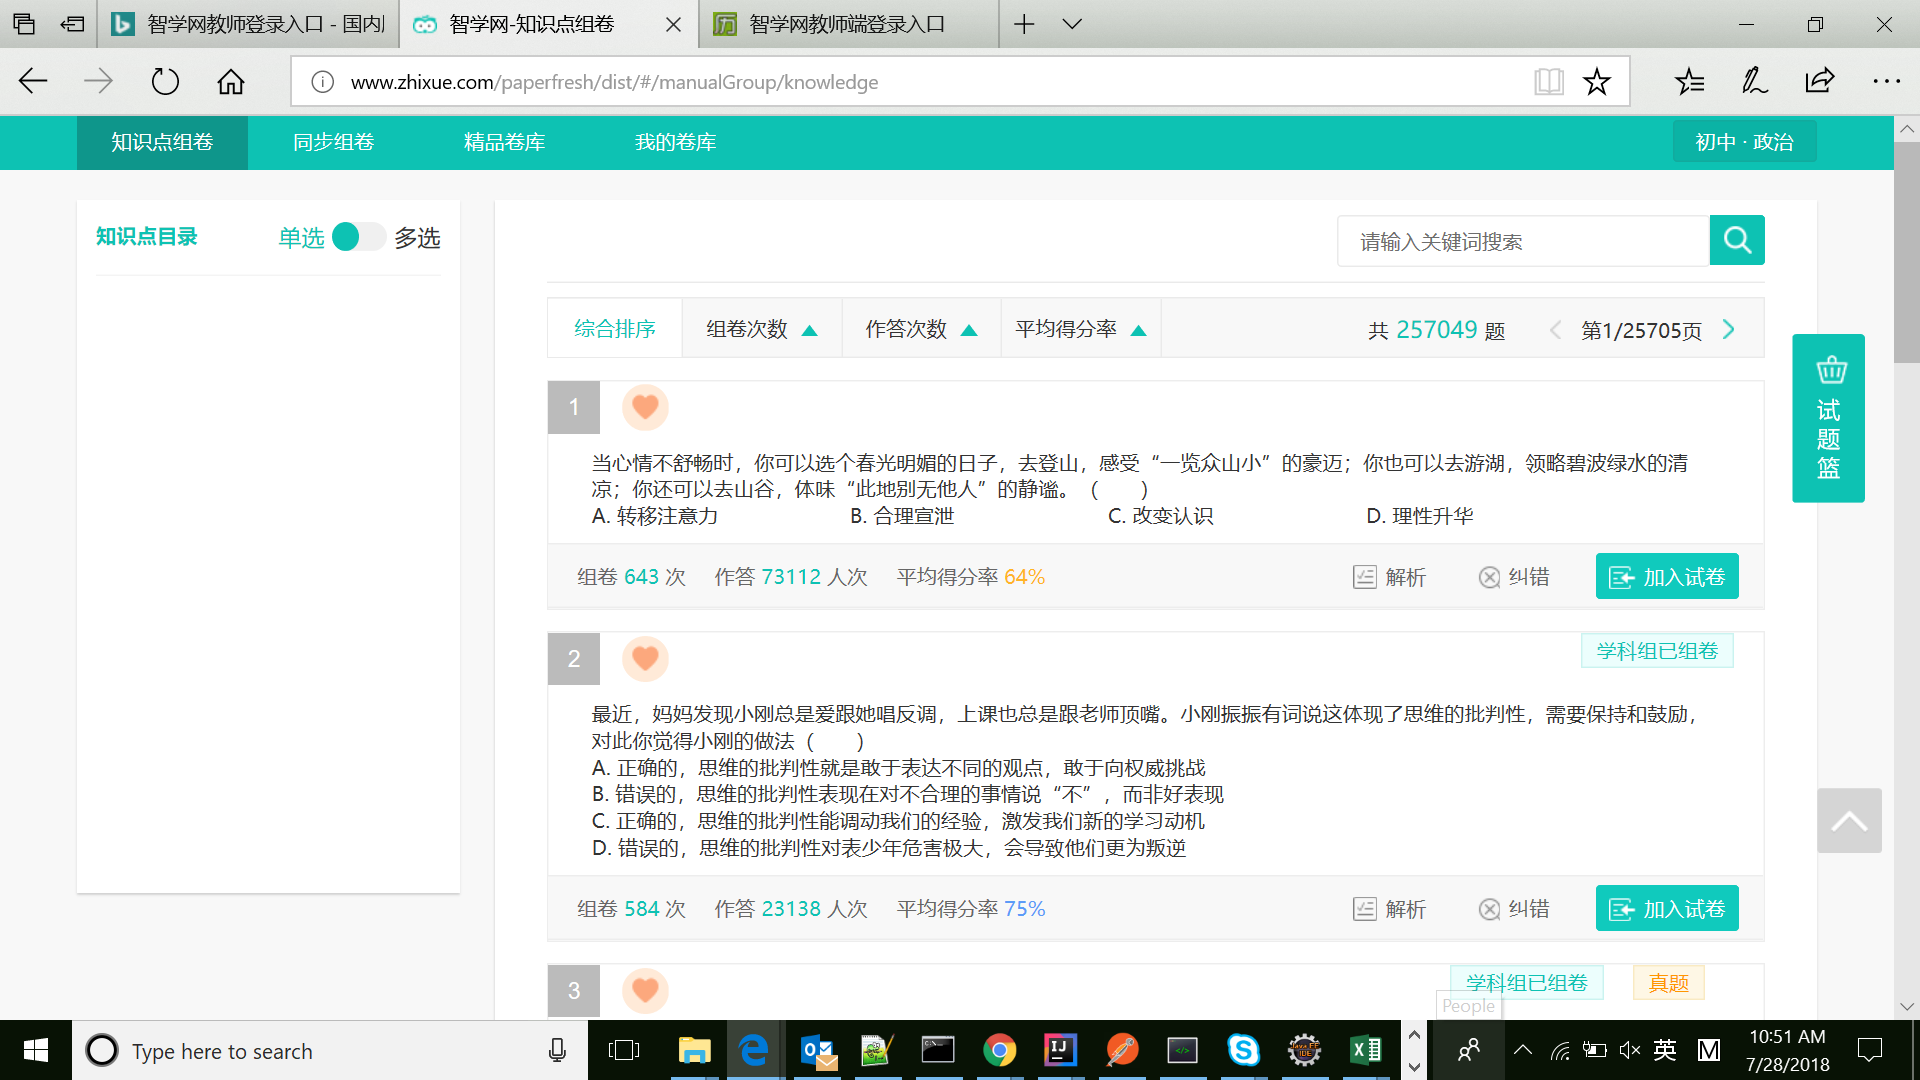 智学网教师登录入口 - 国内
智学网-知识点组卷
智学网教师端登录入口
www.zhixue.com/paperfresh/dist/#/manualGroup/knowledge
知识点组卷
同步组卷
精品卷库
我的卷库
初中 · 政治
知识点目录
单选
多选
请输入关键词搜索
综合排序
组卷次数
作答次数
平均得分率
共 257049 题
第1/25705页
试
题
篮
1
当心情不舒畅时，你可以选个春光明媚的日子，去登山，感受“一览众山小”的豪迈；你也可以去游湖，领略碧波绿水的清
凉；你还可以去山谷，体味“此地别无他人”的静谧。（　　）
A. 转移注意力 B. 合理宣泄 C. 改变认识 D. 理性升华
组卷 643 次 作答 73112 人次 平均得分率 64%
解析
纠错
加入试卷
2
学科组已组卷
最近，妈妈发现小刚总是爱跟她唱反调，上课也总是跟老师顶嘴。小刚振振有词说这体现了思维的批判性，需要保持和鼓励，
对此你觉得小刚的做法（　　）
A. 正确的，思维的批判性就是敢于表达不同的观点，敢于向权威挑战
B. 错误的，思维的批判性表现在对不合理的事情说“不”，而非好表现
C. 正确的，思维的批判性能调动我们的经验，激发我们新的学习动机
D. 错误的，思维的批判性对表少年危害极大，会导致他们更为叛逆
组卷 584 次 作答 23138 人次 平均得分率 75%
解析
纠错
加入试卷
3
学科组已组卷
真题
People
Type here to search
英
M
10:51 AM
7/28/2018